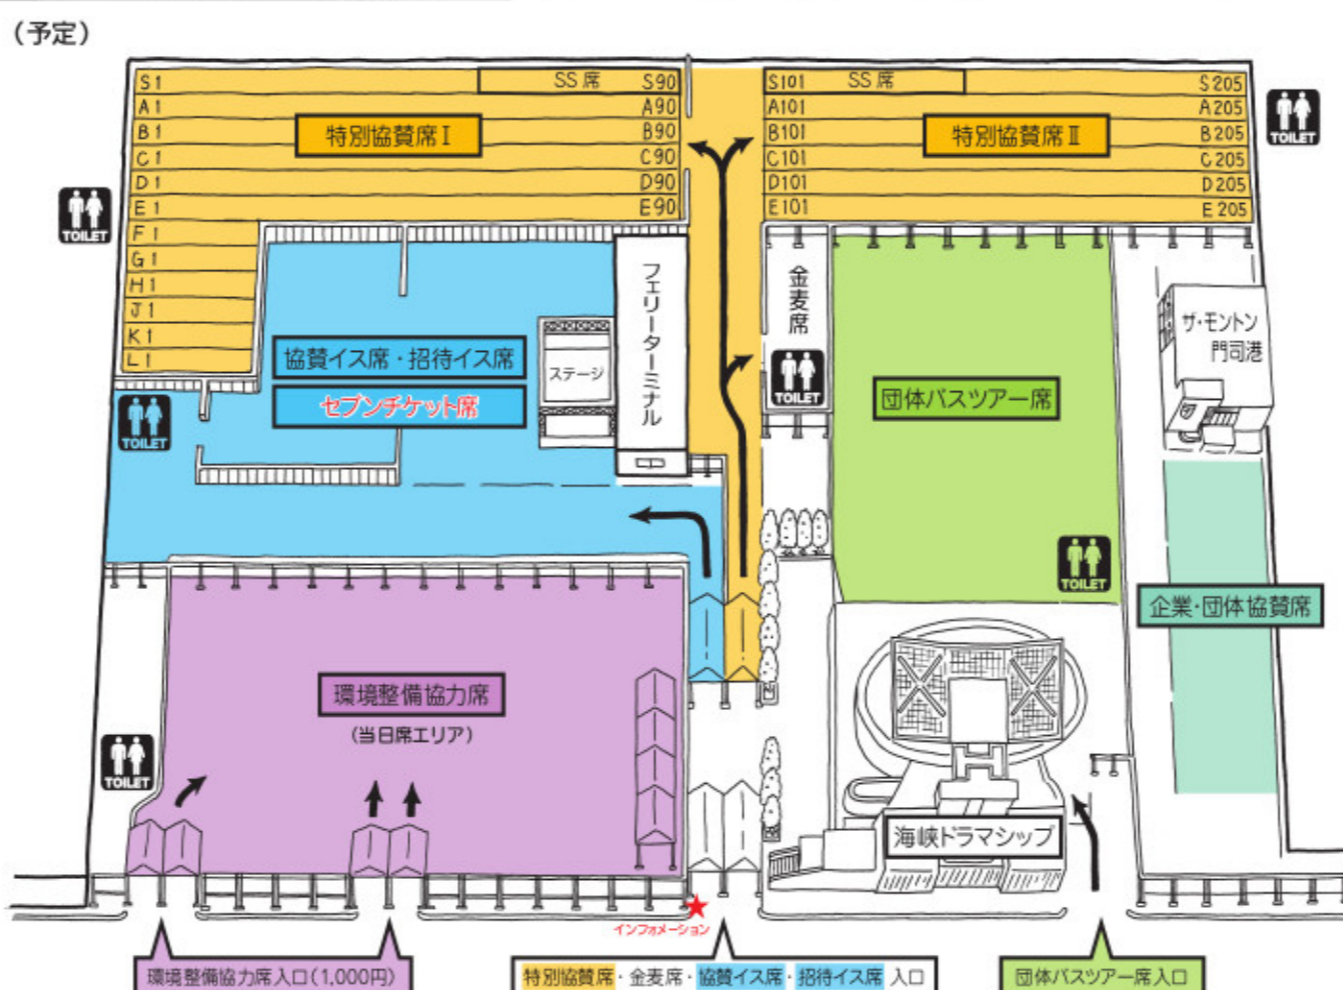 (予定)
S1 SS席 S90 S101 SS席 S205
A1 A90 A101 A205
特別協賛席Ⅰ 特別協賛席Ⅱ
B1 B90 B101 B205
C1 C90 C101 C205
D1 D90 D101 D205
E1 E90 E101 E205
TOILET
TOILET
F1
G1
H1
J1
K1
L1
フェリーターミナル
金麦席
TOILET
ザ・モントン
門司港
協賛イス席・招待イス席
セブンチケット席
ステージ
TOILET
団体バスツアー席
TOILET
企業・団体協賛席
環境整備協力席
(当日席エリア)
TOILET
海峡ドラマシップ
インフォメーション
環境整備協力席入口(1,000円)
特別協賛席・金麦席・協賛イス席・招待イス席 入口
団体バスツアー席入口